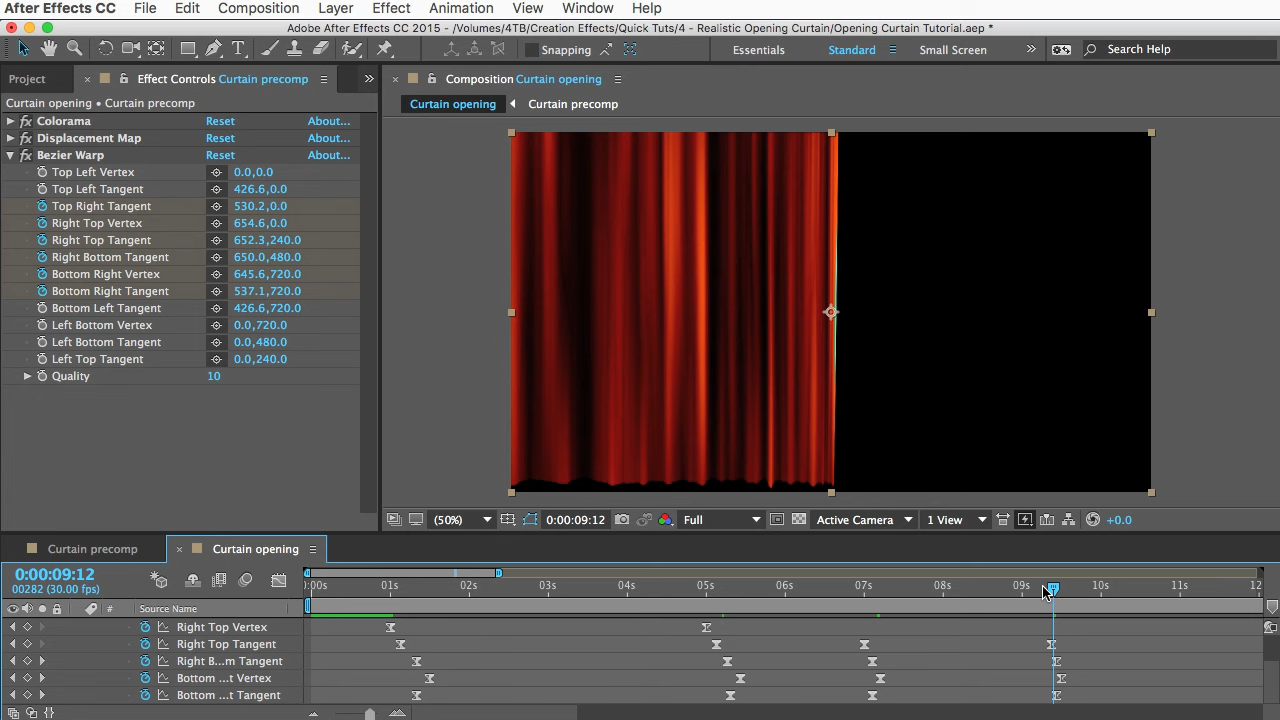 After Effects CC File Edit Composition Layer Effect Animation View Window Help
Adobe After Effects CC 2015 - /Volumes/4TB/Creation Effects/Quick Tuts/4 - Realistic Opening Curtain/Opening Curtain Tutorial.aep *
Snapping Essentials Standard Small Screen Search Help
Project Effect Controls Curtain precomp Composition Curtain opening
Curtain opening • Curtain precomp
Curtain opening Curtain precomp
Colorama Reset About...
Displacement Map Reset About...
Bezier Warp Reset About...
Top Left Vertex 0.0,0.0
Top Left Tangent 426.6,0.0
Top Right Tangent 530.2,0.0
Right Top Vertex 654.6,0.0
Right Top Tangent 652.3,240.0
Right Bottom Tangent 650.0,480.0
Bottom Right Vertex 645.6,720.0
Bottom Right Tangent 537.1,720.0
Bottom Left Tangent 426.6,720.0
Left Bottom Vertex 0.0,720.0
Left Bottom Tangent 0.0,480.0
Left Top Tangent 0.0,240.0
Quality 10
(50%) 0:00:09:12 Full Active Camera 1 View +0.0
Curtain precomp Curtain opening
0:00:09:12
00282 (30.00 fps)
:00s 01s 02s 03s 04s 05s 06s 07s 08s 09s 10s 11s 12
# Source Name
Right Top Vertex
Right Top Tangent
Right B...m Tangent
Bottom ...t Vertex
Bottom ...t Tangent